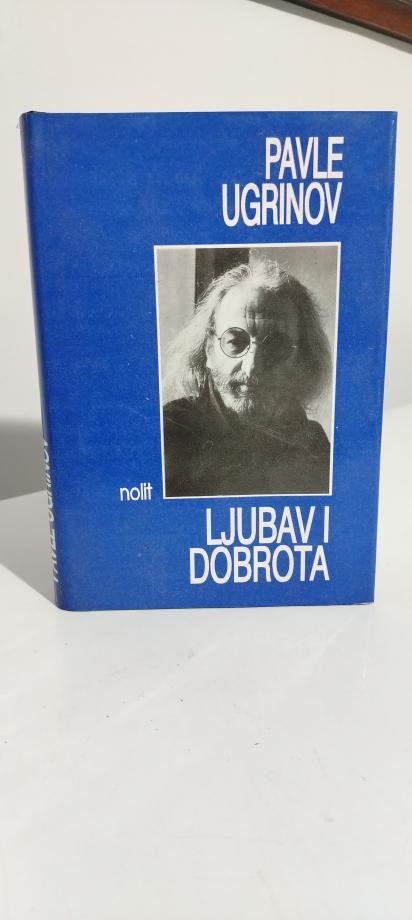 PAVLE
UGRINOV
nolit
LJUBAV I
DOBROTA
PAVLE UGRINOV